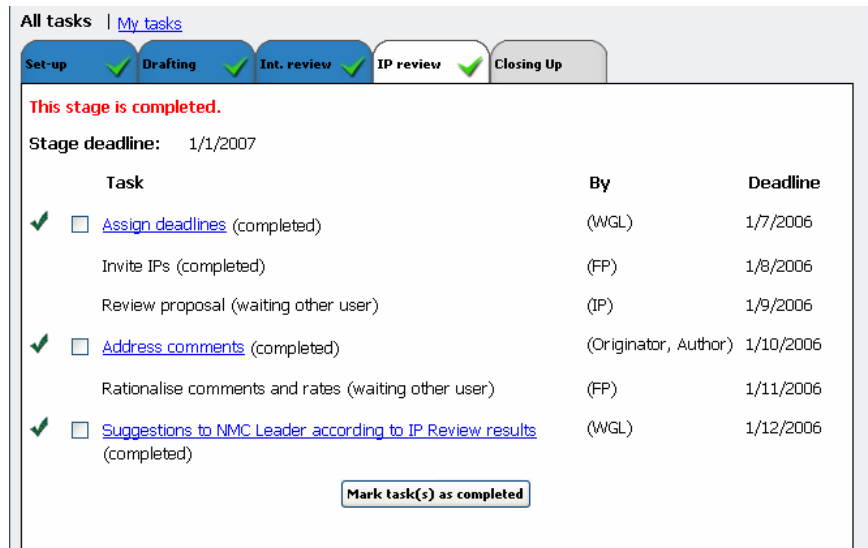 All tasks | My tasks
Set-up Drafting Int. review IP review Closing Up
This stage is completed.
Stage deadline: 1/1/2007
Task By Deadline
Assign deadlines (completed) (WGL) 1/7/2006
Invite IPs (completed) (FP) 1/8/2006
Review proposal (waiting other user) (IP) 1/9/2006
Address comments (completed) (Originator, Author) 1/10/2006
Rationalise comments and rates (waiting other user) (FP) 1/11/2006
Suggestions to NMC Leader according to IP Review results (WGL) 1/12/2006
(completed)
Mark task(s) as completed